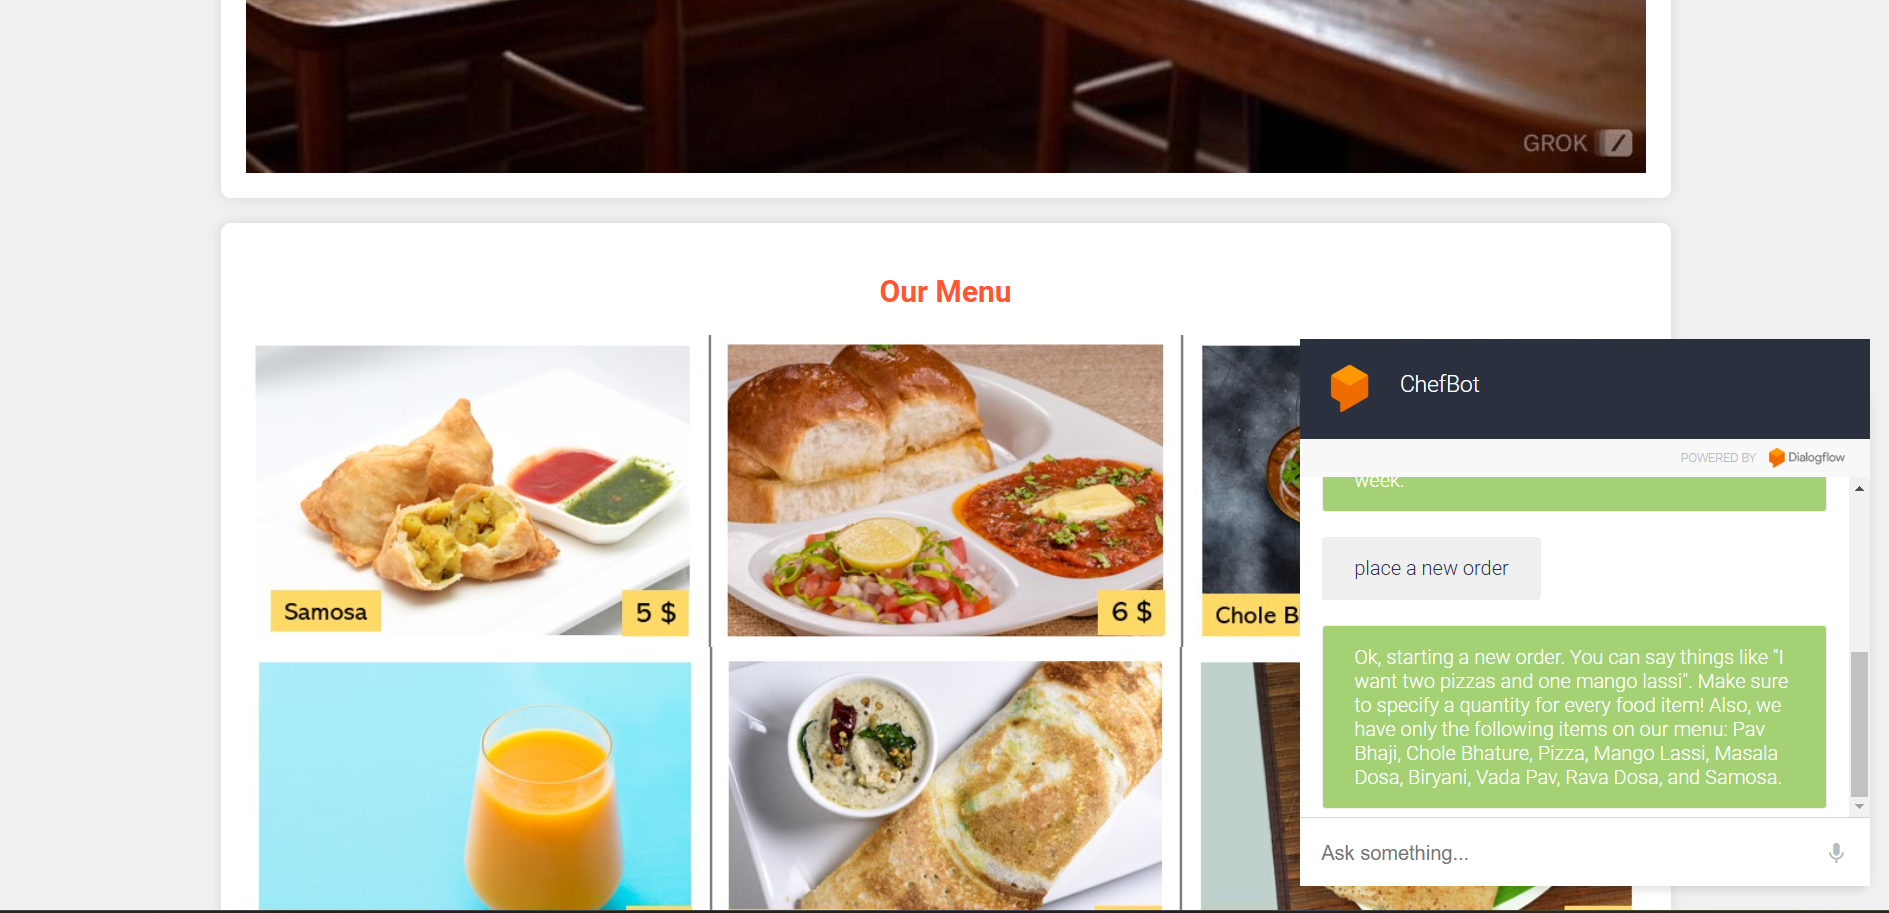 GROK
Our Menu
Samosa
5 $
6 $
Chole B
ChefBot
POWERED BY Dialogflow
week.
place a new order
Ok, starting a new order. You can say things like "I
want two pizzas and one mango lassi". Make sure
to specify a quantity for every food item! Also, we
have only the following items on our menu: Pav
Bhaji, Chole Bhature, Pizza, Mango Lassi, Masala
Dosa, Biryani, Vada Pav, Rava Dosa, and Samosa.
Ask something...